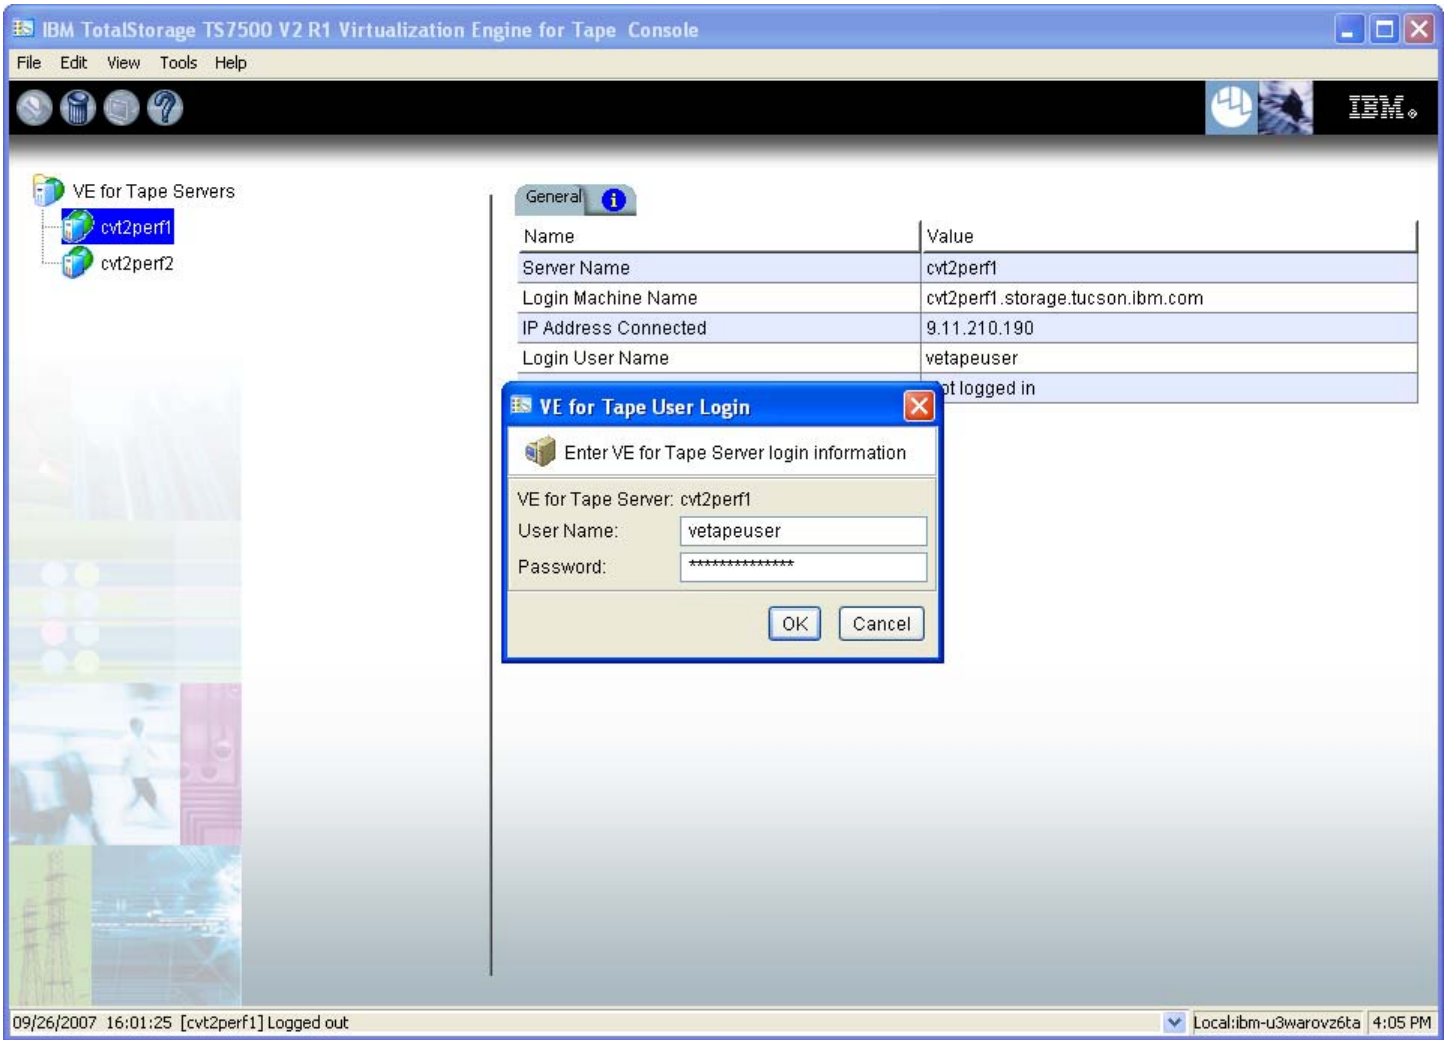 IBM TotalStorage TS7500 V2 R1 Virtualization Engine for Tape Console
File Edit View Tools Help
IBM
VE for Tape Servers
cvt2perf1
cvt2perf2
General
Name Value
Server Name cvt2perf1
Login Machine Name cvt2perf1.storage.tucson.ibm.com
IP Address Connected 9.11.210.190
Login User Name vetapeuser
logged in
VE for Tape User Login
Enter VE for Tape Server login information
VE for Tape Server: cvt2perf1
User Name: vetapeuser
Password: **************
OK Cancel
09/26/2007 16:01:25 [cvt2perf1] Logged out
Local:ibm-u3warovz6ta 4:05 PM